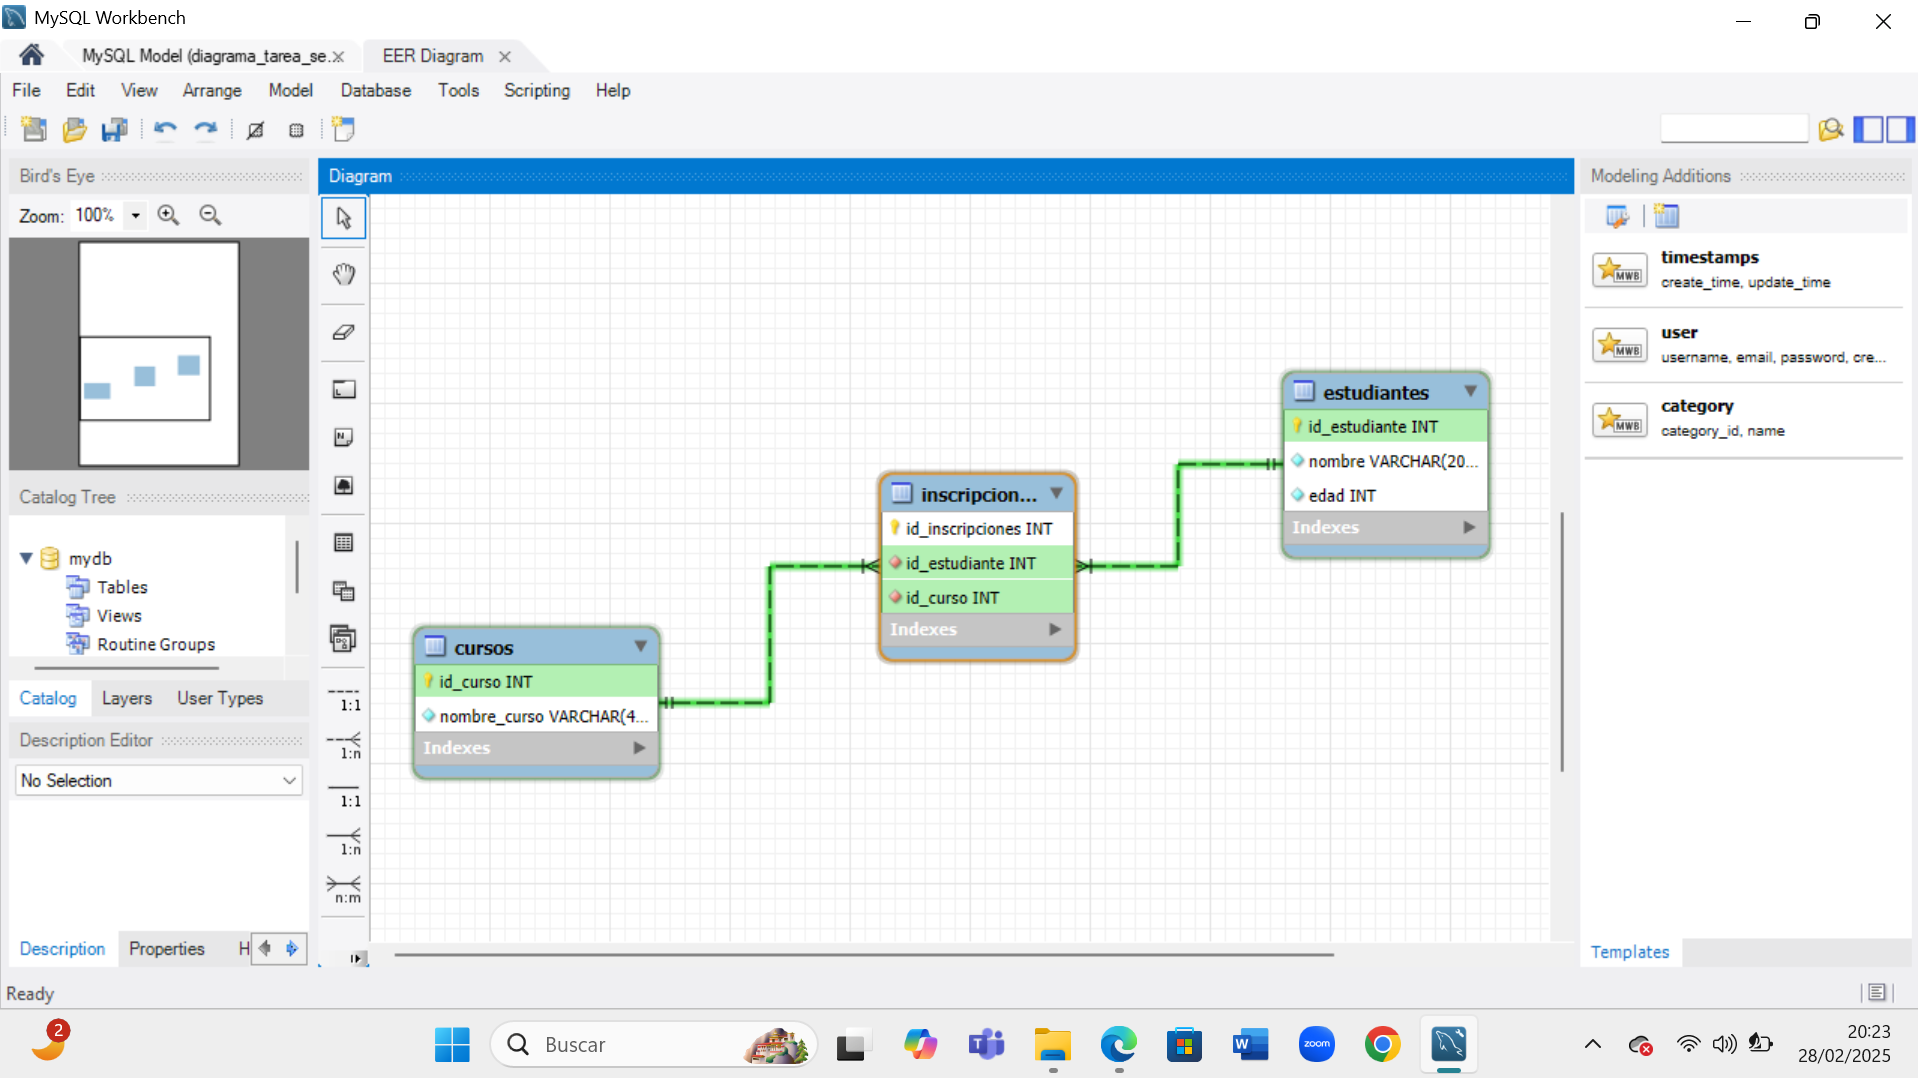 MySQL Workbench
MySQL Model (diagrama_tarea_se...
EER Diagram
File Edit View Arrange Model Database Tools Scripting Help
Bird's Eye
Zoom: 100%
Catalog Tree
mydb
Tables
Views
Routine Groups
Catalog Layers User Types
Description Editor
No Selection
Description Properties H
Ready
Diagram
1:1
1:n
1:1
1:n
n:m
cursos
id_curso INT
nombre_curso VARCHAR(4...
Indexes
inscripcion...
id_inscripciones INT
id_estudiante INT
id_curso INT
Indexes
estudiantes
id_estudiante INT
nombre VARCHAR(20...
edad INT
Indexes
Modeling Additions
MWB
timestamps
create_time, update_time
MWB
user
username, email, password, cre...
MWB
category
category_id, name
Templates
2
Buscar
T
W
zoom
20:23
28/02/2025